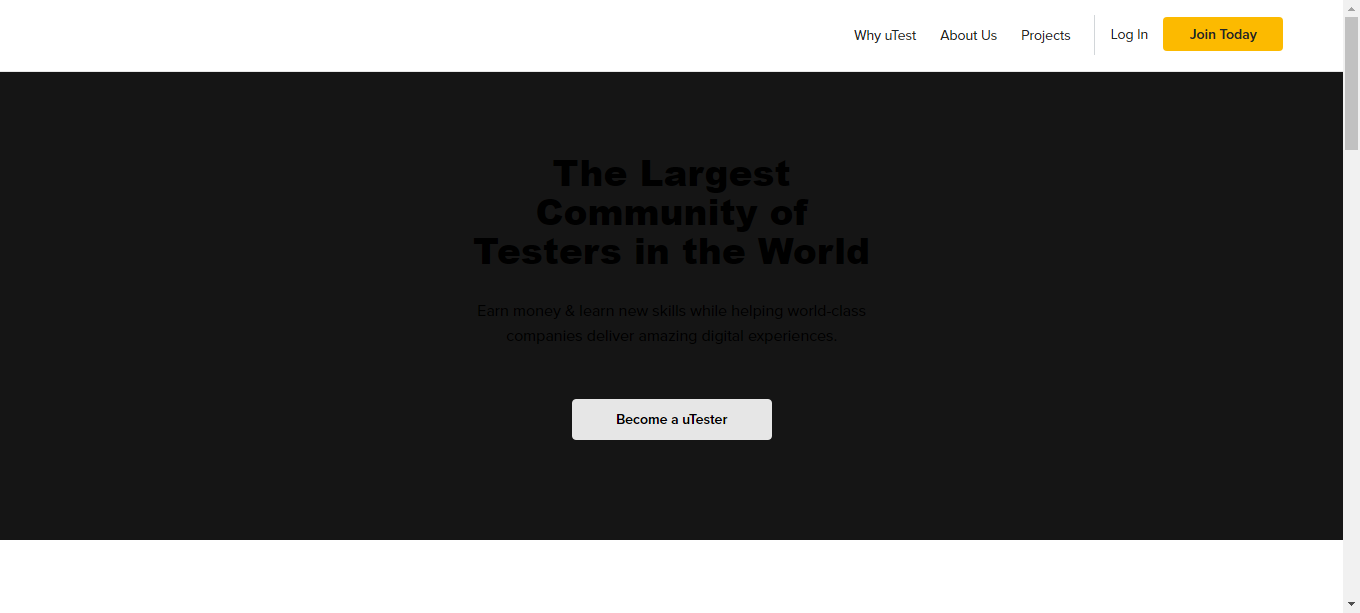 Why uTest
About Us
Projects
Log In
Join Today
The Largest
Community of
Testers in the World
Earn money & learn new skills while helping world-class
companies deliver amazing digital experiences.
Become a uTester